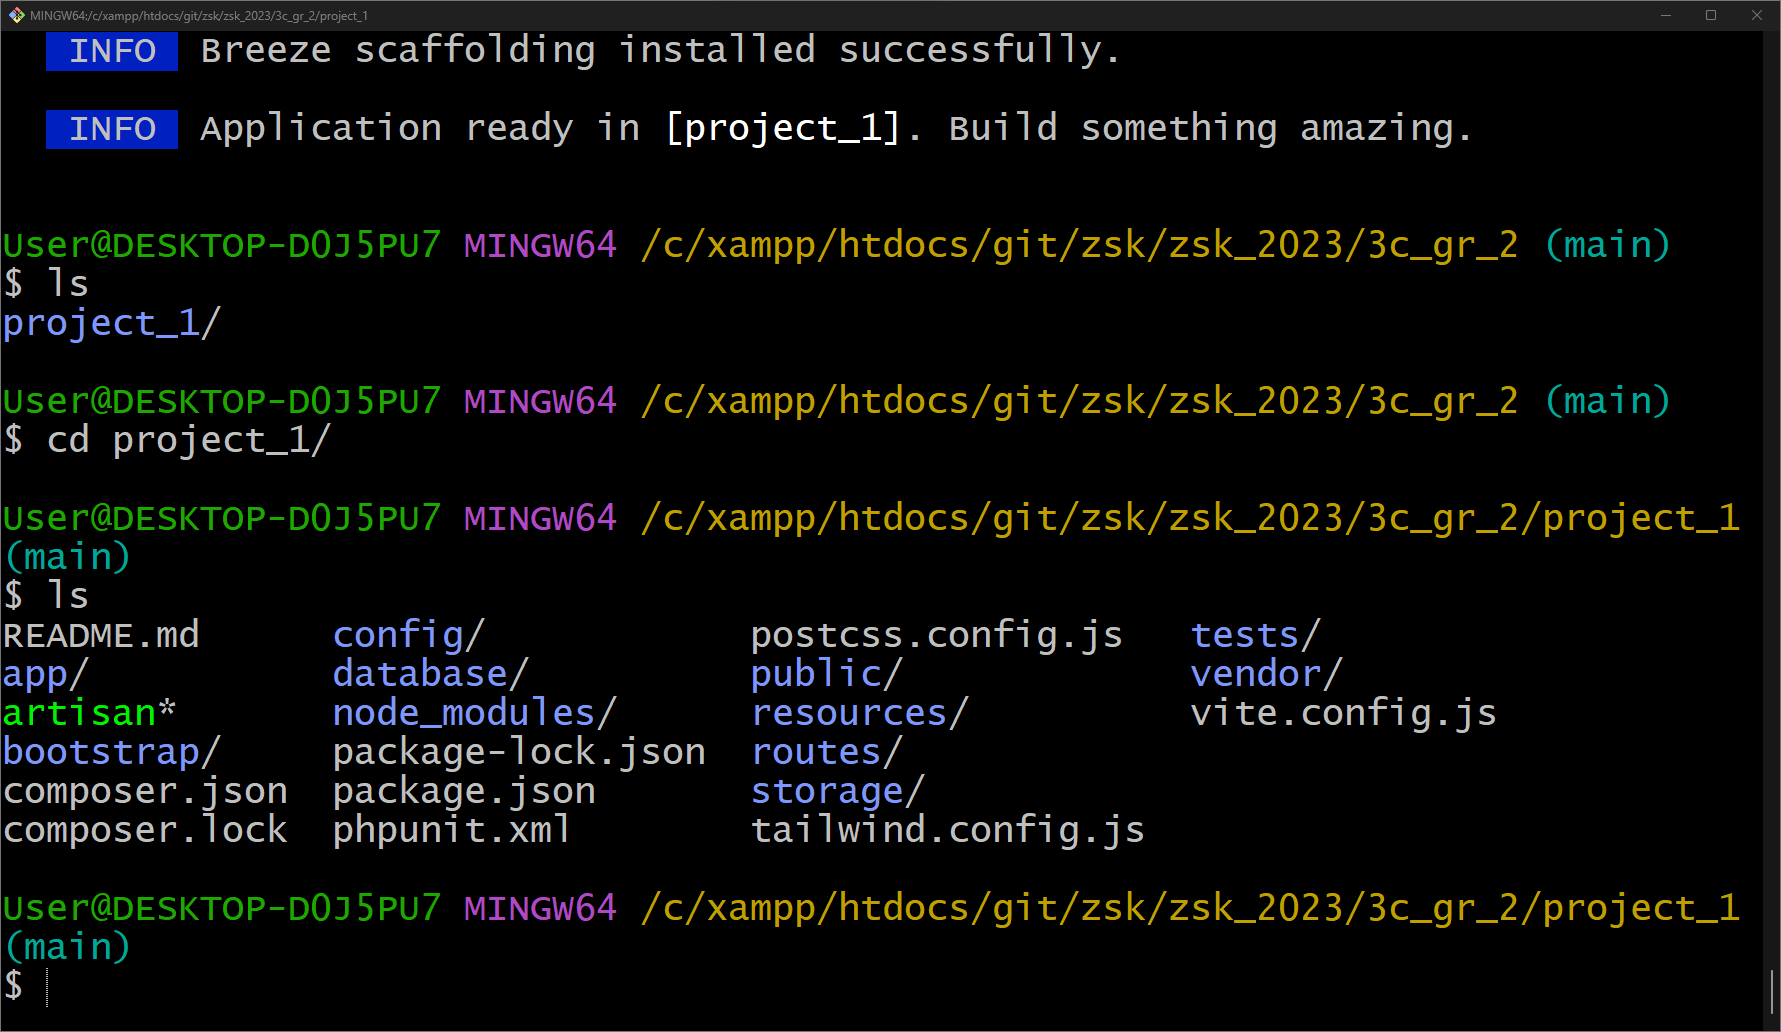 MINGW64:/c/xampp/htdocs/git/zsk/zsk_2023/3c_gr_2/project_1
INFO Breeze scaffolding installed successfully.
INFO Application ready in [project_1]. Build something amazing.
User@DESKTOP-D0J5PU7 MINGW64 /c/xampp/htdocs/git/zsk/zsk_2023/3c_gr_2 (main)
$ ls
project_1/
User@DESKTOP-D0J5PU7 MINGW64 /c/xampp/htdocs/git/zsk/zsk_2023/3c_gr_2 (main)
$ cd project_1/
User@DESKTOP-D0J5PU7 MINGW64 /c/xampp/htdocs/git/zsk/zsk_2023/3c_gr_2/project_1
(main)
$ ls
README.md config/ postcss.config.js tests/
app/ database/ public/ vendor/
artisan* node_modules/ resources/ vite.config.js
bootstrap/ package-lock.json routes/
composer.json package.json storage/
composer.lock phpunit.xml tailwind.config.js
User@DESKTOP-D0J5PU7 MINGW64 /c/xampp/htdocs/git/zsk/zsk_2023/3c_gr_2/project_1
(main)
$